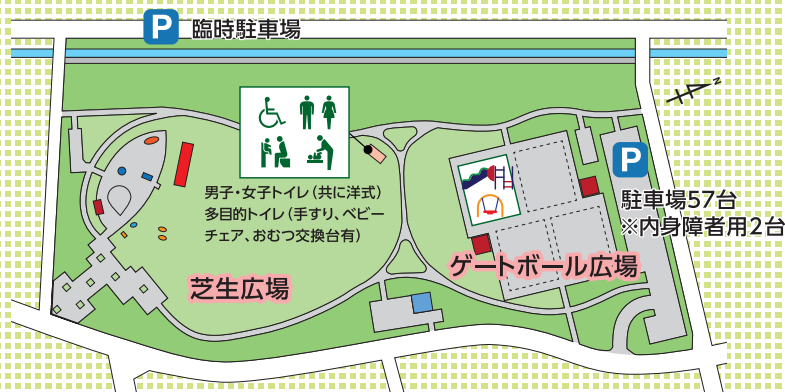 P 臨時駐車場
N
男子・女子トイレ(共に洋式)
多目的トイレ(手すり、ベビー
チェア、おむつ交換台有)
P
駐車場57台
※内身障者用2台
ゲートボール広場
芝生広場